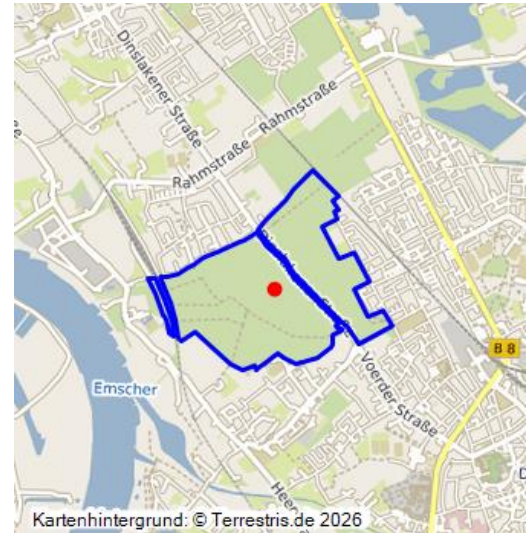 Dinslakener Straße
Rahmstraße
Rahmstraße
Emscher
B 8
Voerder Straße
Kartenhintergrund: © Terrestris.de 2026